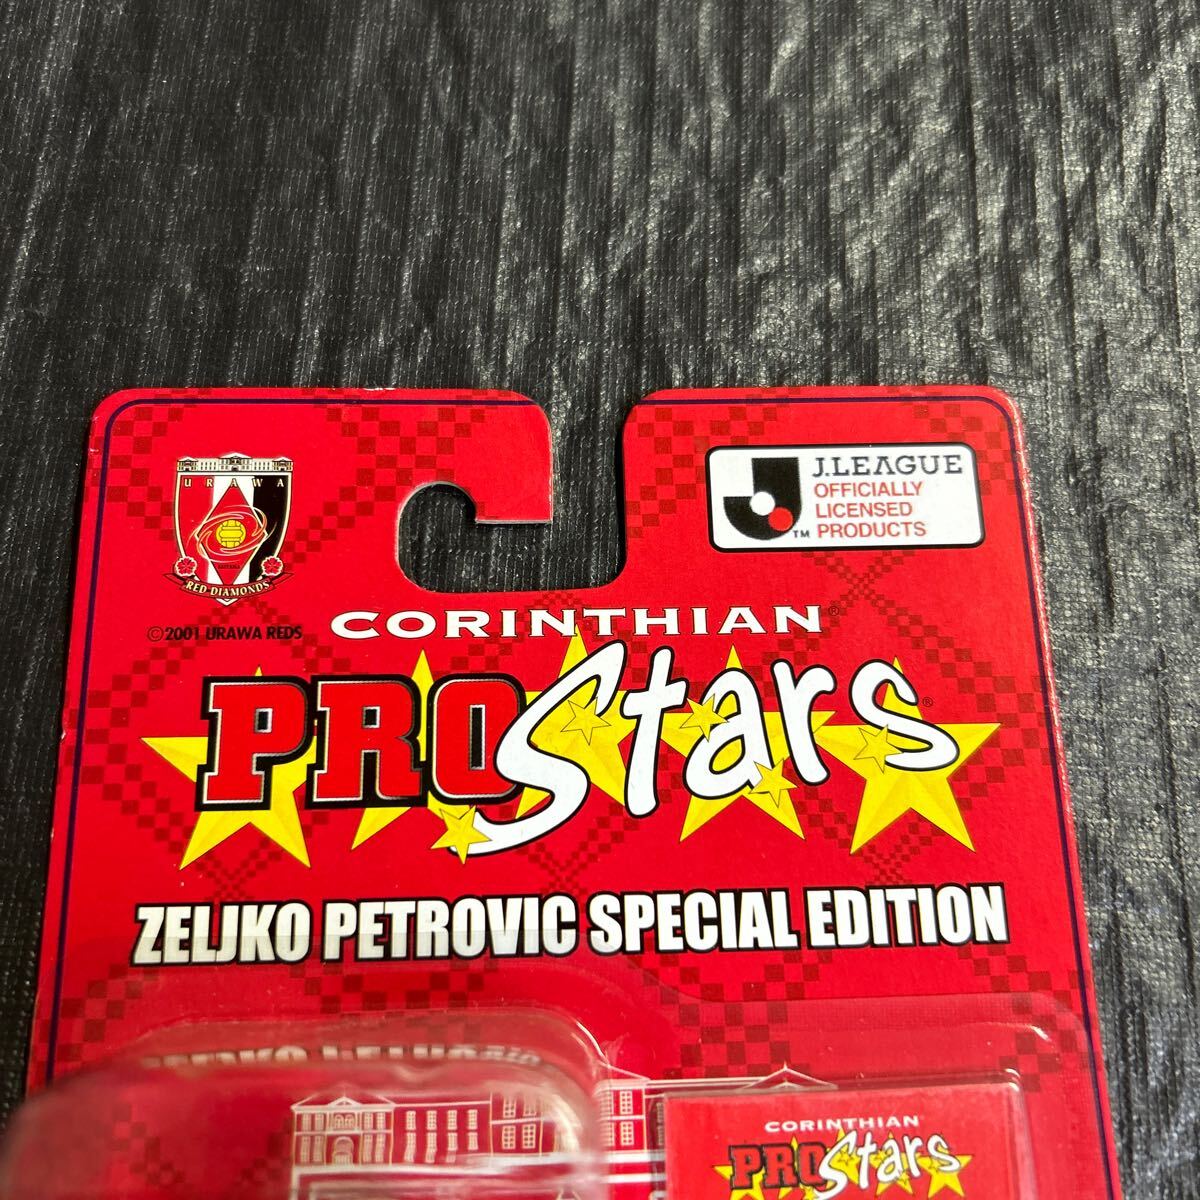 URAWA
RED DIAMONDS
©2001 URAWA REDS
J.LEAGUE
OFFICIALLY
LICENSED
PRODUCTS
TM
CORINTHIAN®
PROStars®
ZELJKO PETROVIC SPECIAL EDITION
CORINTHIAN
PROStars